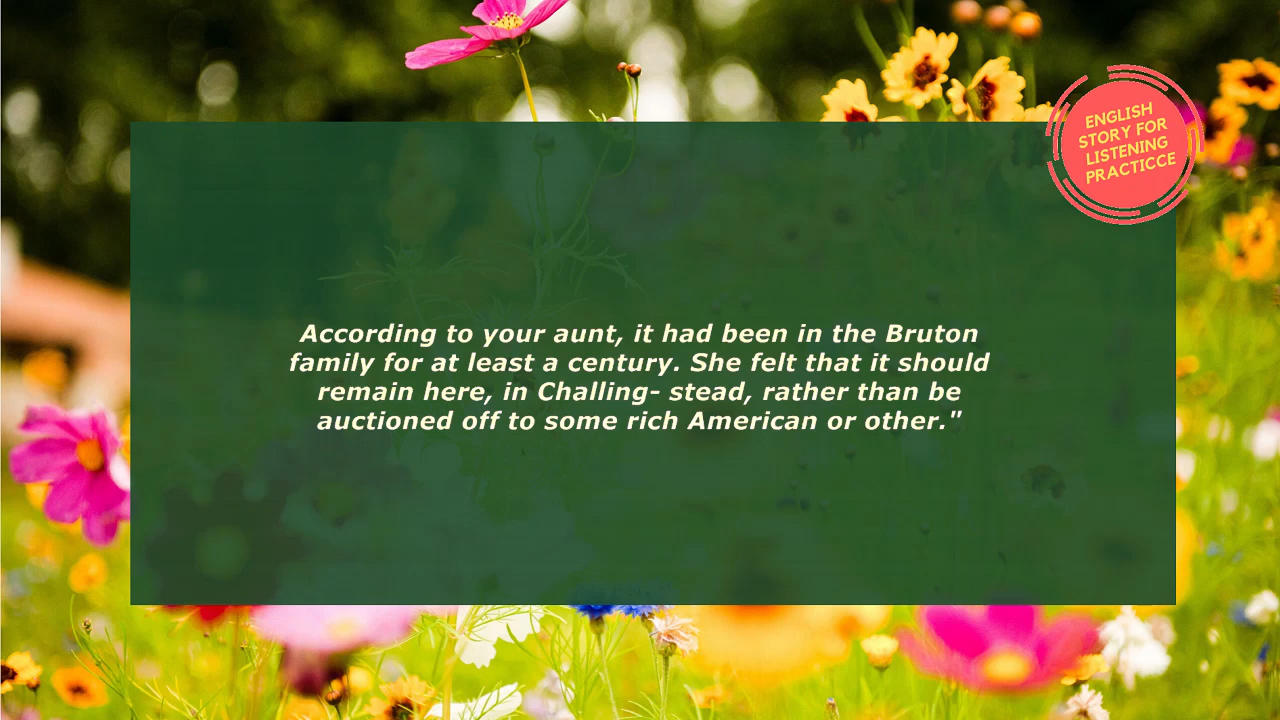 ENGLISH
STORY FOR
LISTENING
PRACTICCE
According to your aunt, it had been in the Bruton
family for at least a century. She felt that it should
remain here, in Challing- stead, rather than be
auctioned off to some rich American or other."